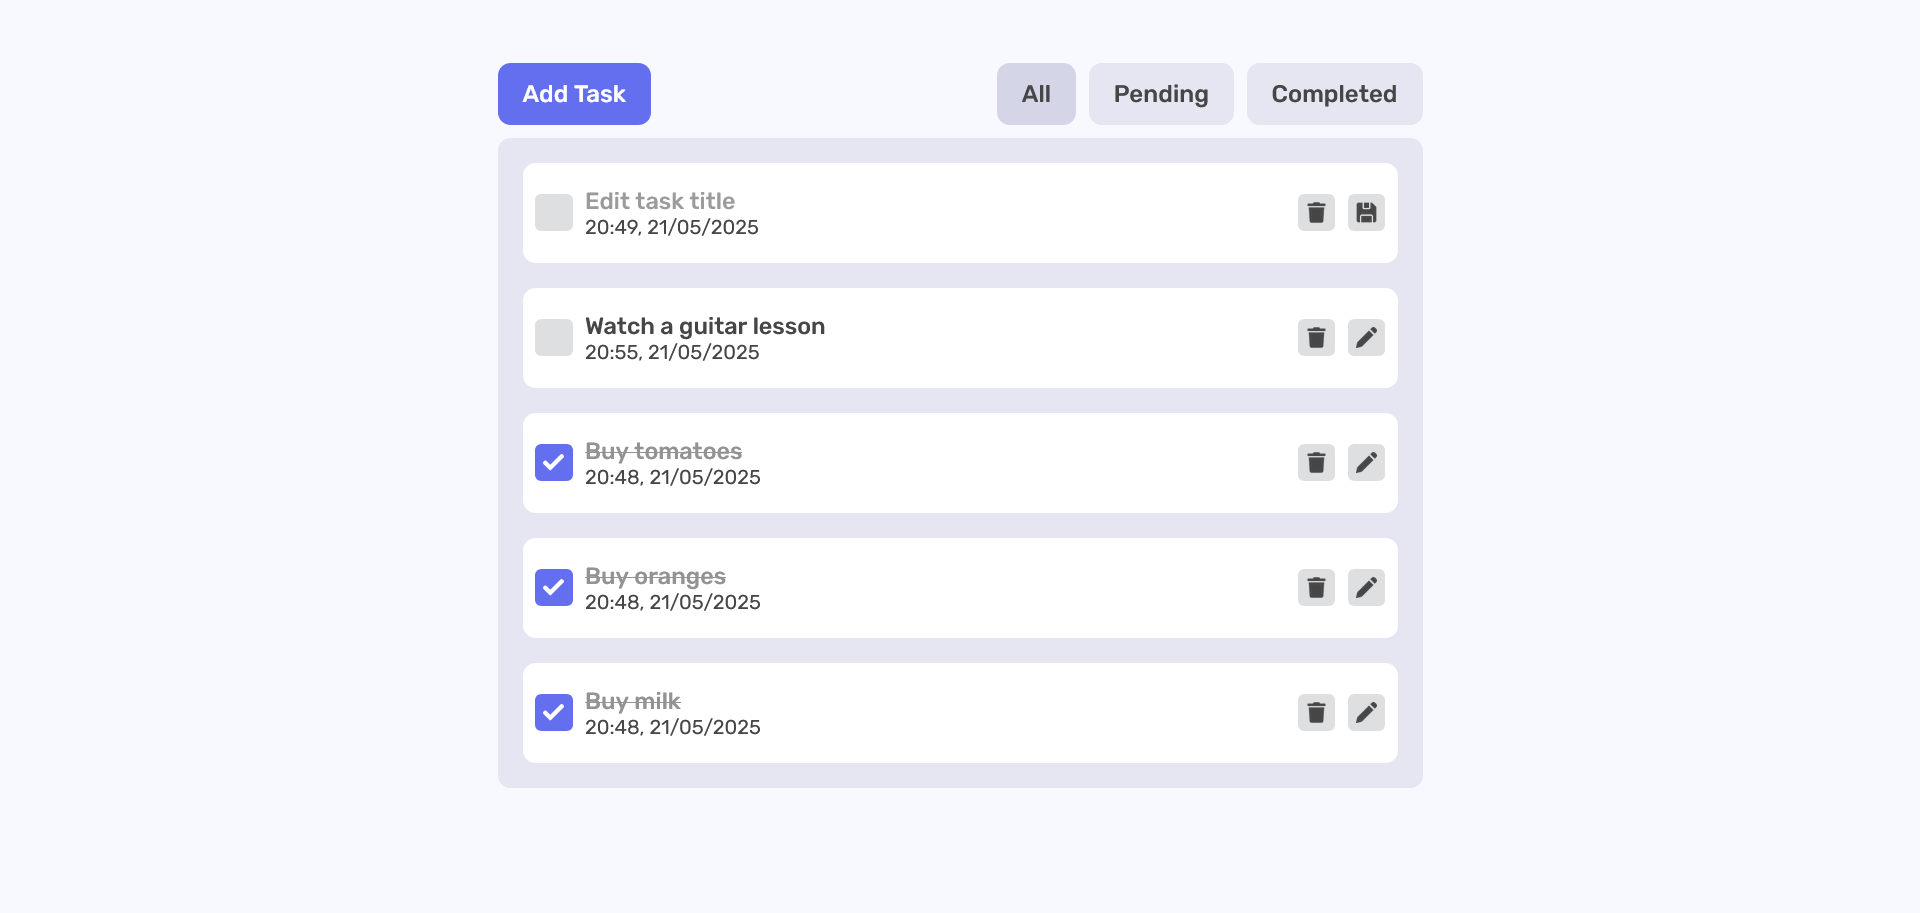 Add Task
All
Pending
Completed
Edit task title
20:49, 21/05/2025
Watch a guitar lesson
20:55, 21/05/2025
Buy tomatoes
20:48, 21/05/2025
Buy oranges
20:48, 21/05/2025
Buy milk
20:48, 21/05/2025